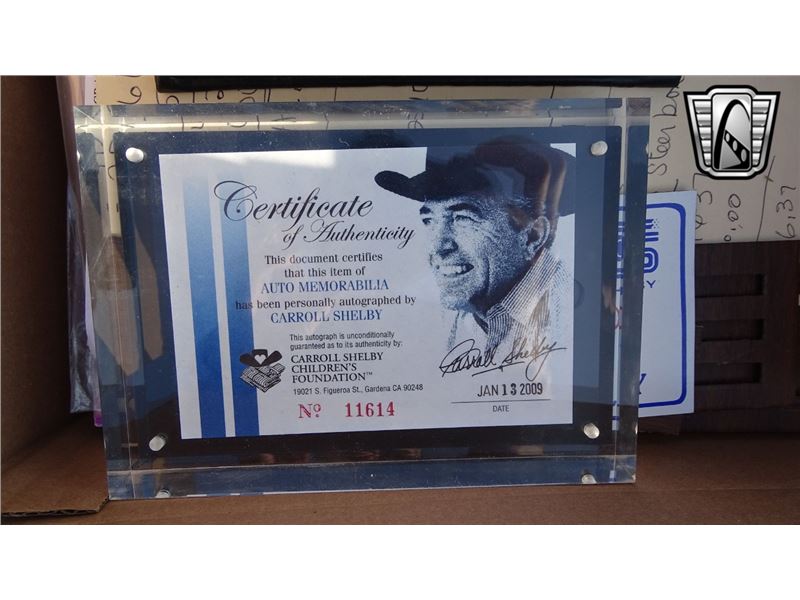 Certificate
of Authenticity
This document certifies
that this item of
AUTO MEMORABILIA
has been personally autographed by
CARROLL SHELBY
This autograph is unconditionally
guaranteed as to its authenticity by:
CARROLL SHELBY
CHILDREN'S
FOUNDATION™
19021 S. Figueroa St., Gardena CA 90248
Nº 11614
Carroll Shelby
JAN 13 2009
DATE